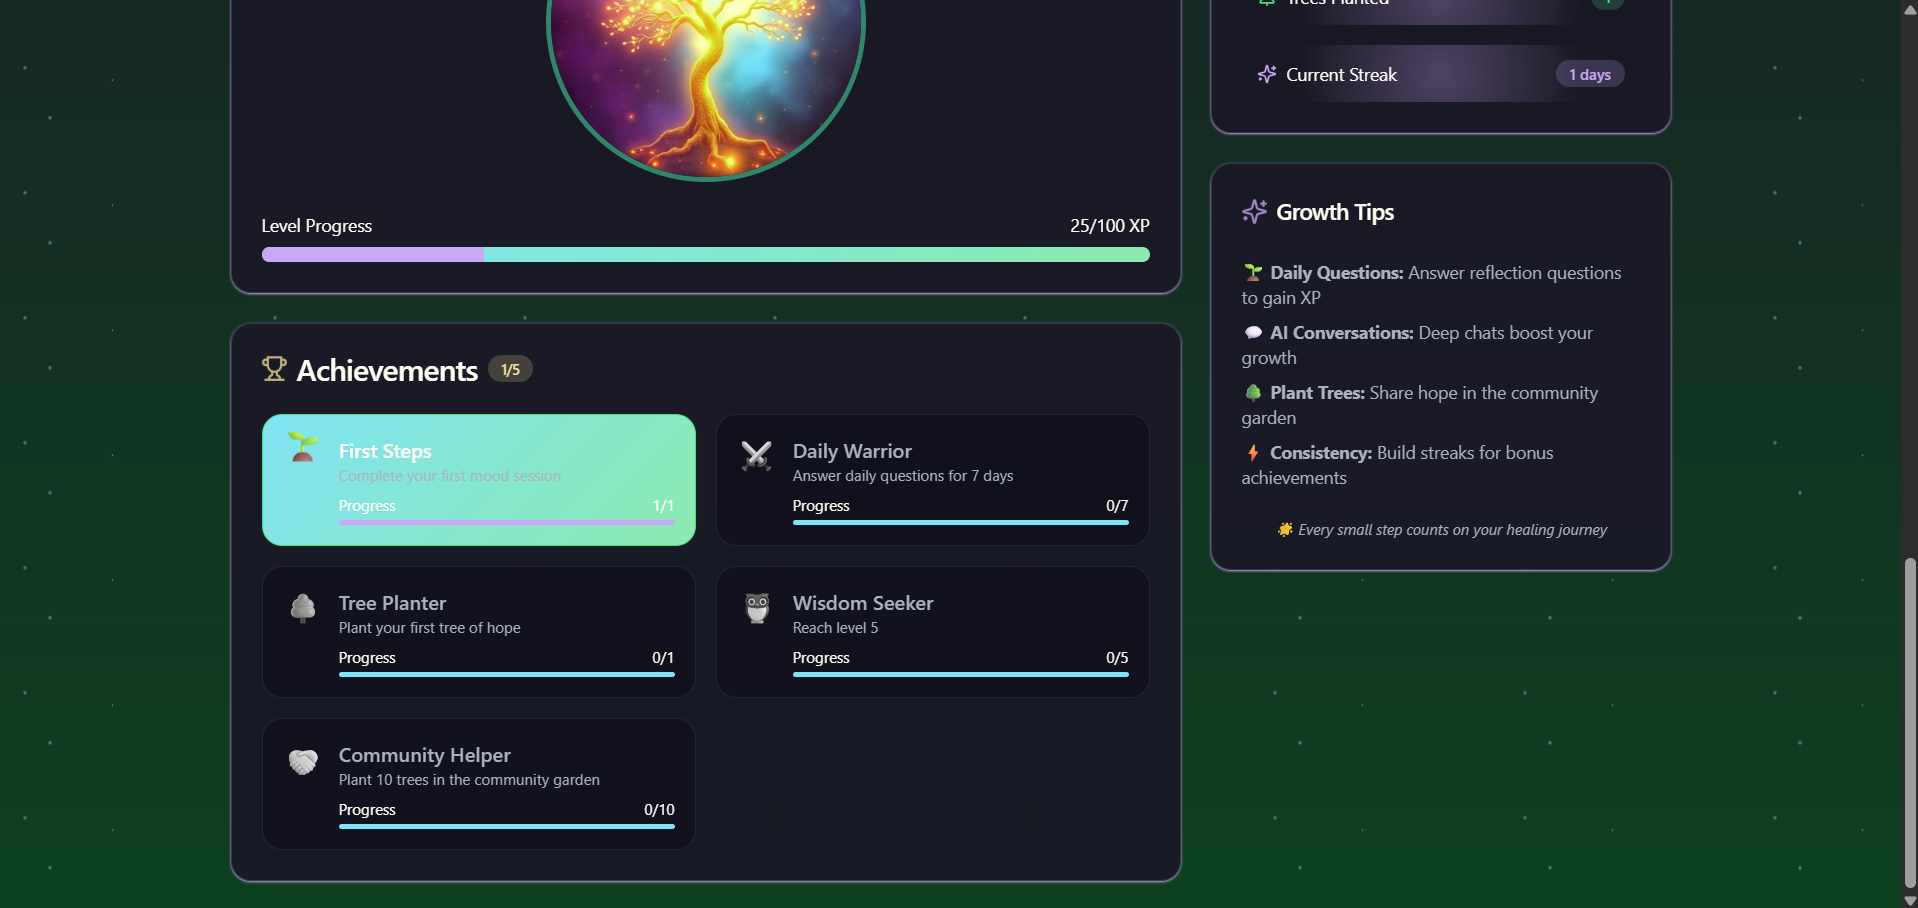 Level Progress
25/100 XP
Achievements
1/5
First Steps
Complete your first mood session
Progress
1/1
Daily Warrior
Answer daily questions for 7 days
Progress
0/7
Tree Planter
Plant your first tree of hope
Progress
0/1
Wisdom Seeker
Reach level 5
Progress
0/5
Community Helper
Plant 10 trees in the community garden
Progress
0/10
Trees Planted
Current Streak
1 days
Growth Tips
Daily Questions: Answer reflection questions
to gain XP
AI Conversations: Deep chats boost your
growth
Plant Trees: Share hope in the community
garden
Consistency: Build streaks for bonus
achievements
Every small step counts on your healing journey